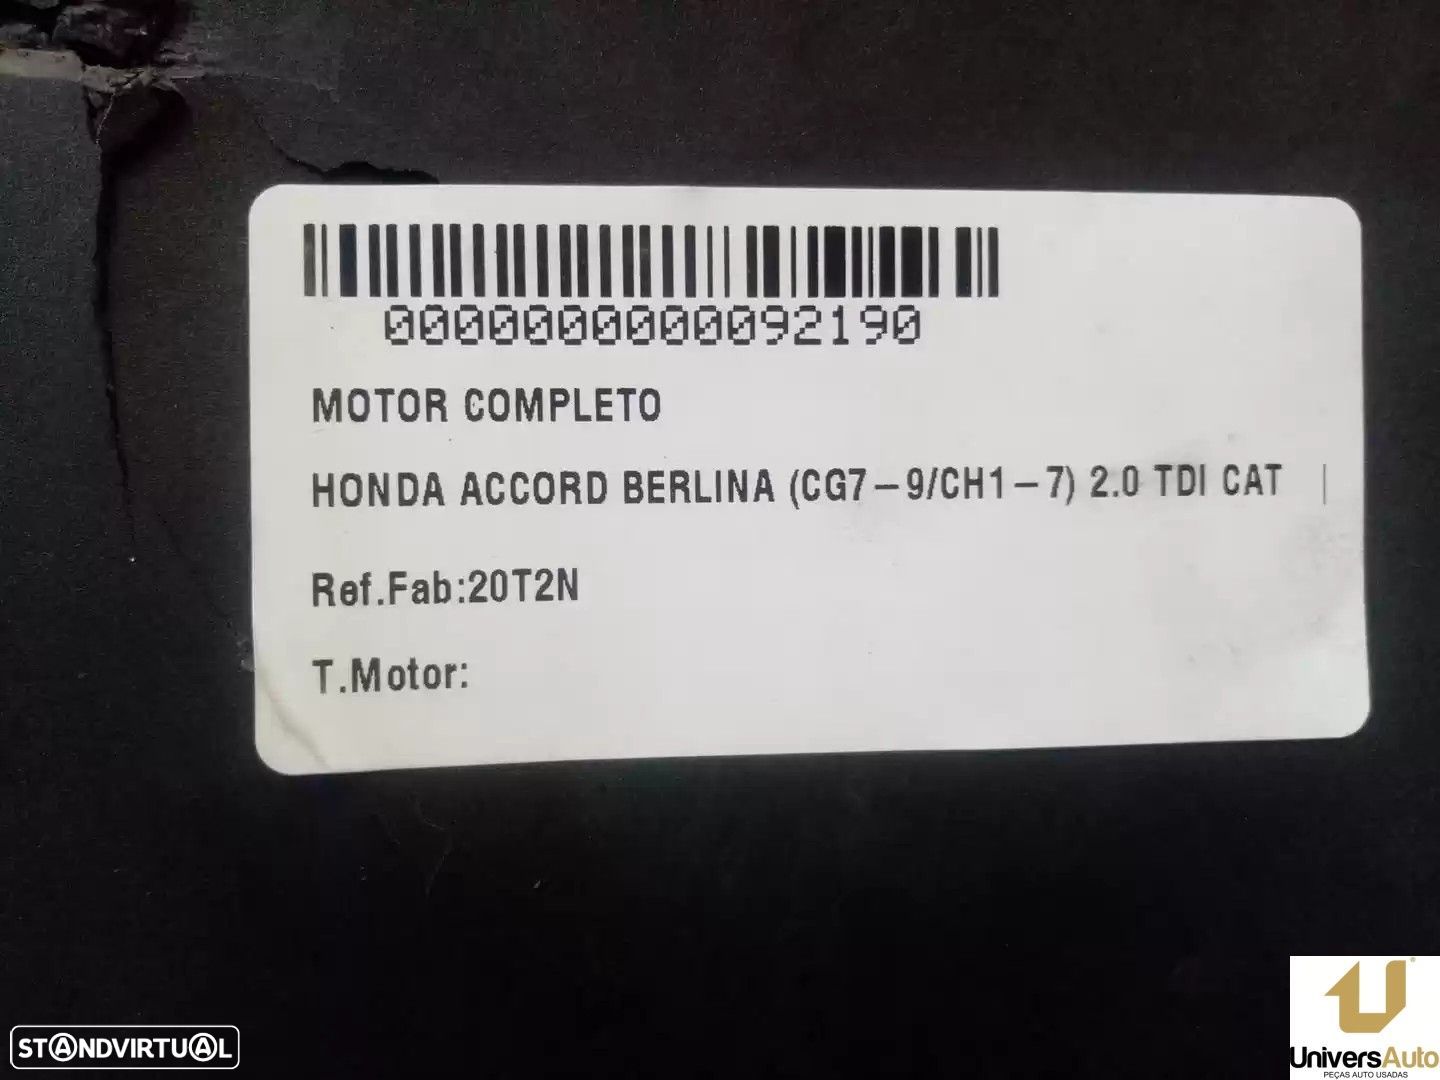 0000000000092190
MOTOR COMPLETO
HONDA ACCORD BERLINA (CG7-9/CH1-7) 2.0 TDI CAT |
Ref.Fab:20T2N
T.Motor:
STANDVIRTUAL
UniversAuto
PEÇAS AUTO USADAS